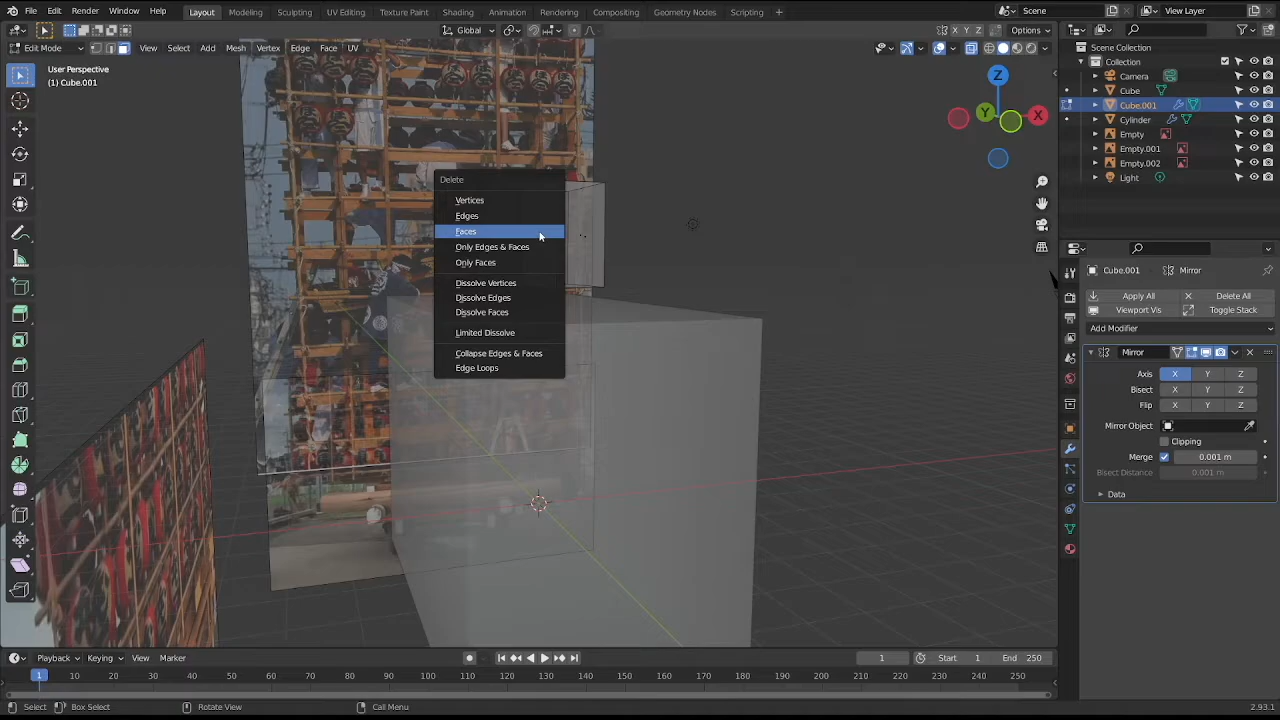 File Edit Render Window Help Layout Modeling Sculpting UV Editing Texture Paint Shading Animation Rendering Compositing Geometry Nodes Scripting Scene View Layer
Global X Y Z Options
Edit Mode View Select Add Mesh Vertex Edge Face UV
User Perspective
(1) Cube.001
Z
Y
X
Delete
Vertices
Edges
Faces
Only Edges & Faces
Only Faces
Dissolve Vertices
Dissolve Edges
Dissolve Faces
Limited Dissolve
Collapse Edges & Faces
Edge Loops
Scene Collection
Collection
Camera
Cube
Cube.001
Cylinder
Empty
Empty.001
Empty.002
Light
Cube.001 Mirror
Apply All Delete All
Viewport Vis Toggle Stack
Add Modifier
Mirror
Axis X Y Z
Bisect X Y Z
Flip X Y Z
Mirror Object
Clipping
Merge 0.001 m
Bisect Distance 0.001 m
Data
Playback Keying View Marker 1 Start 1 End 250
1 10 20 30 40 50 60 70 80 90 100 110 120 130 140 150 160 170 180 190 200 210 220 230 240 250
Select Box Select Rotate View Call Menu 2.93.1